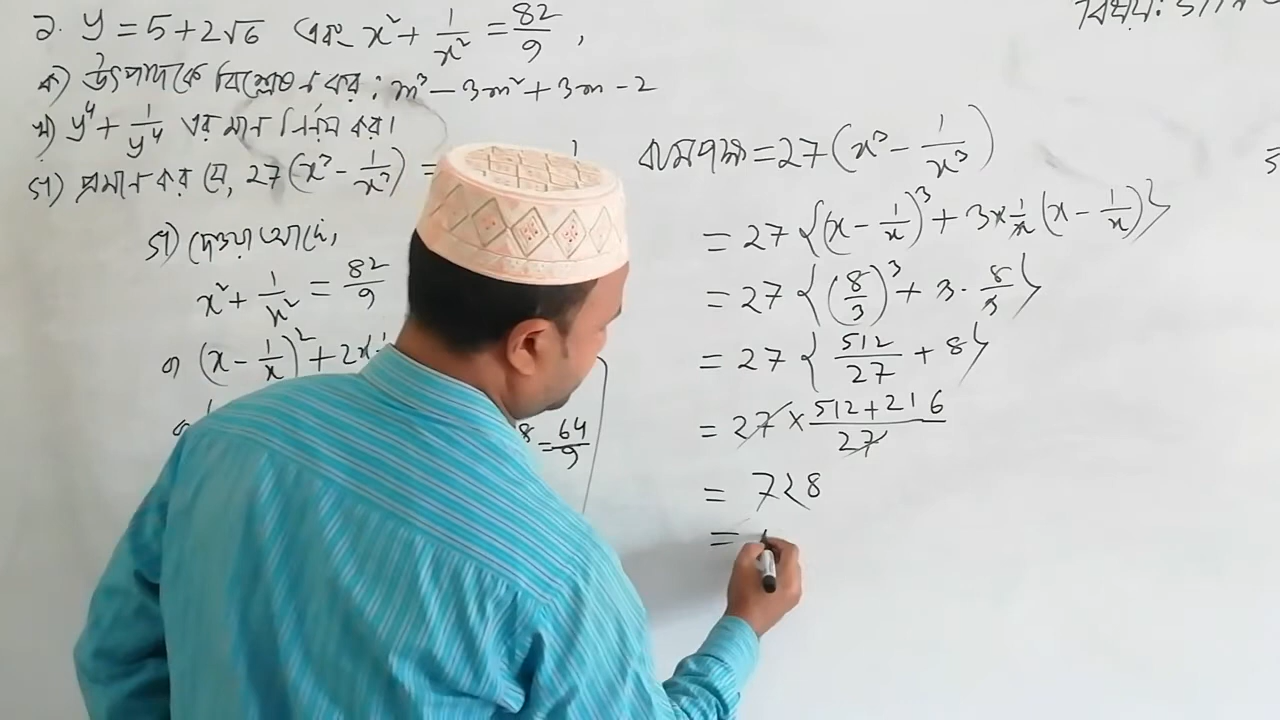 ২. y = 5 + 2√6 এবং x² + 1/x² = 82/9 ,
ক) উৎপাদকে বিশ্লেষণ কর : m³ - 3m² + 3m - 2
খ) y⁴ + 1/y⁴ এর মান নির্ণয় কর।
গ) প্রমাণ কর যে, 27(x³ - 1/x³) =
গ) দেওয়া আছে,
x² + 1/x² = 82/9
বা (x - 1/x)² + 2x
8 = 64/9
বিষয়:
বামপক্ষ = 27(x³ - 1/x³)
= 27{(x - 1/x)³ + 3x·1/x(x - 1/x)}
= 27{(8/3)³ + 3 · 8/3}
= 27{512/27 + 8}
= 27 × (512 + 216)/27
= 728
=